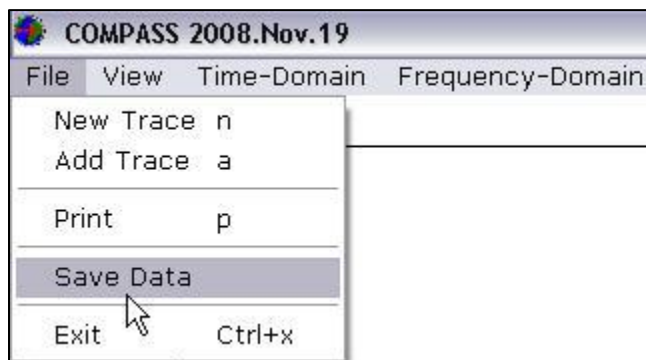 COMPASS 2008.Nov.19
File View Time-Domain Frequency-Domain
New Trace n
Add Trace a
Print p
Save Data
Exit Ctrl+x